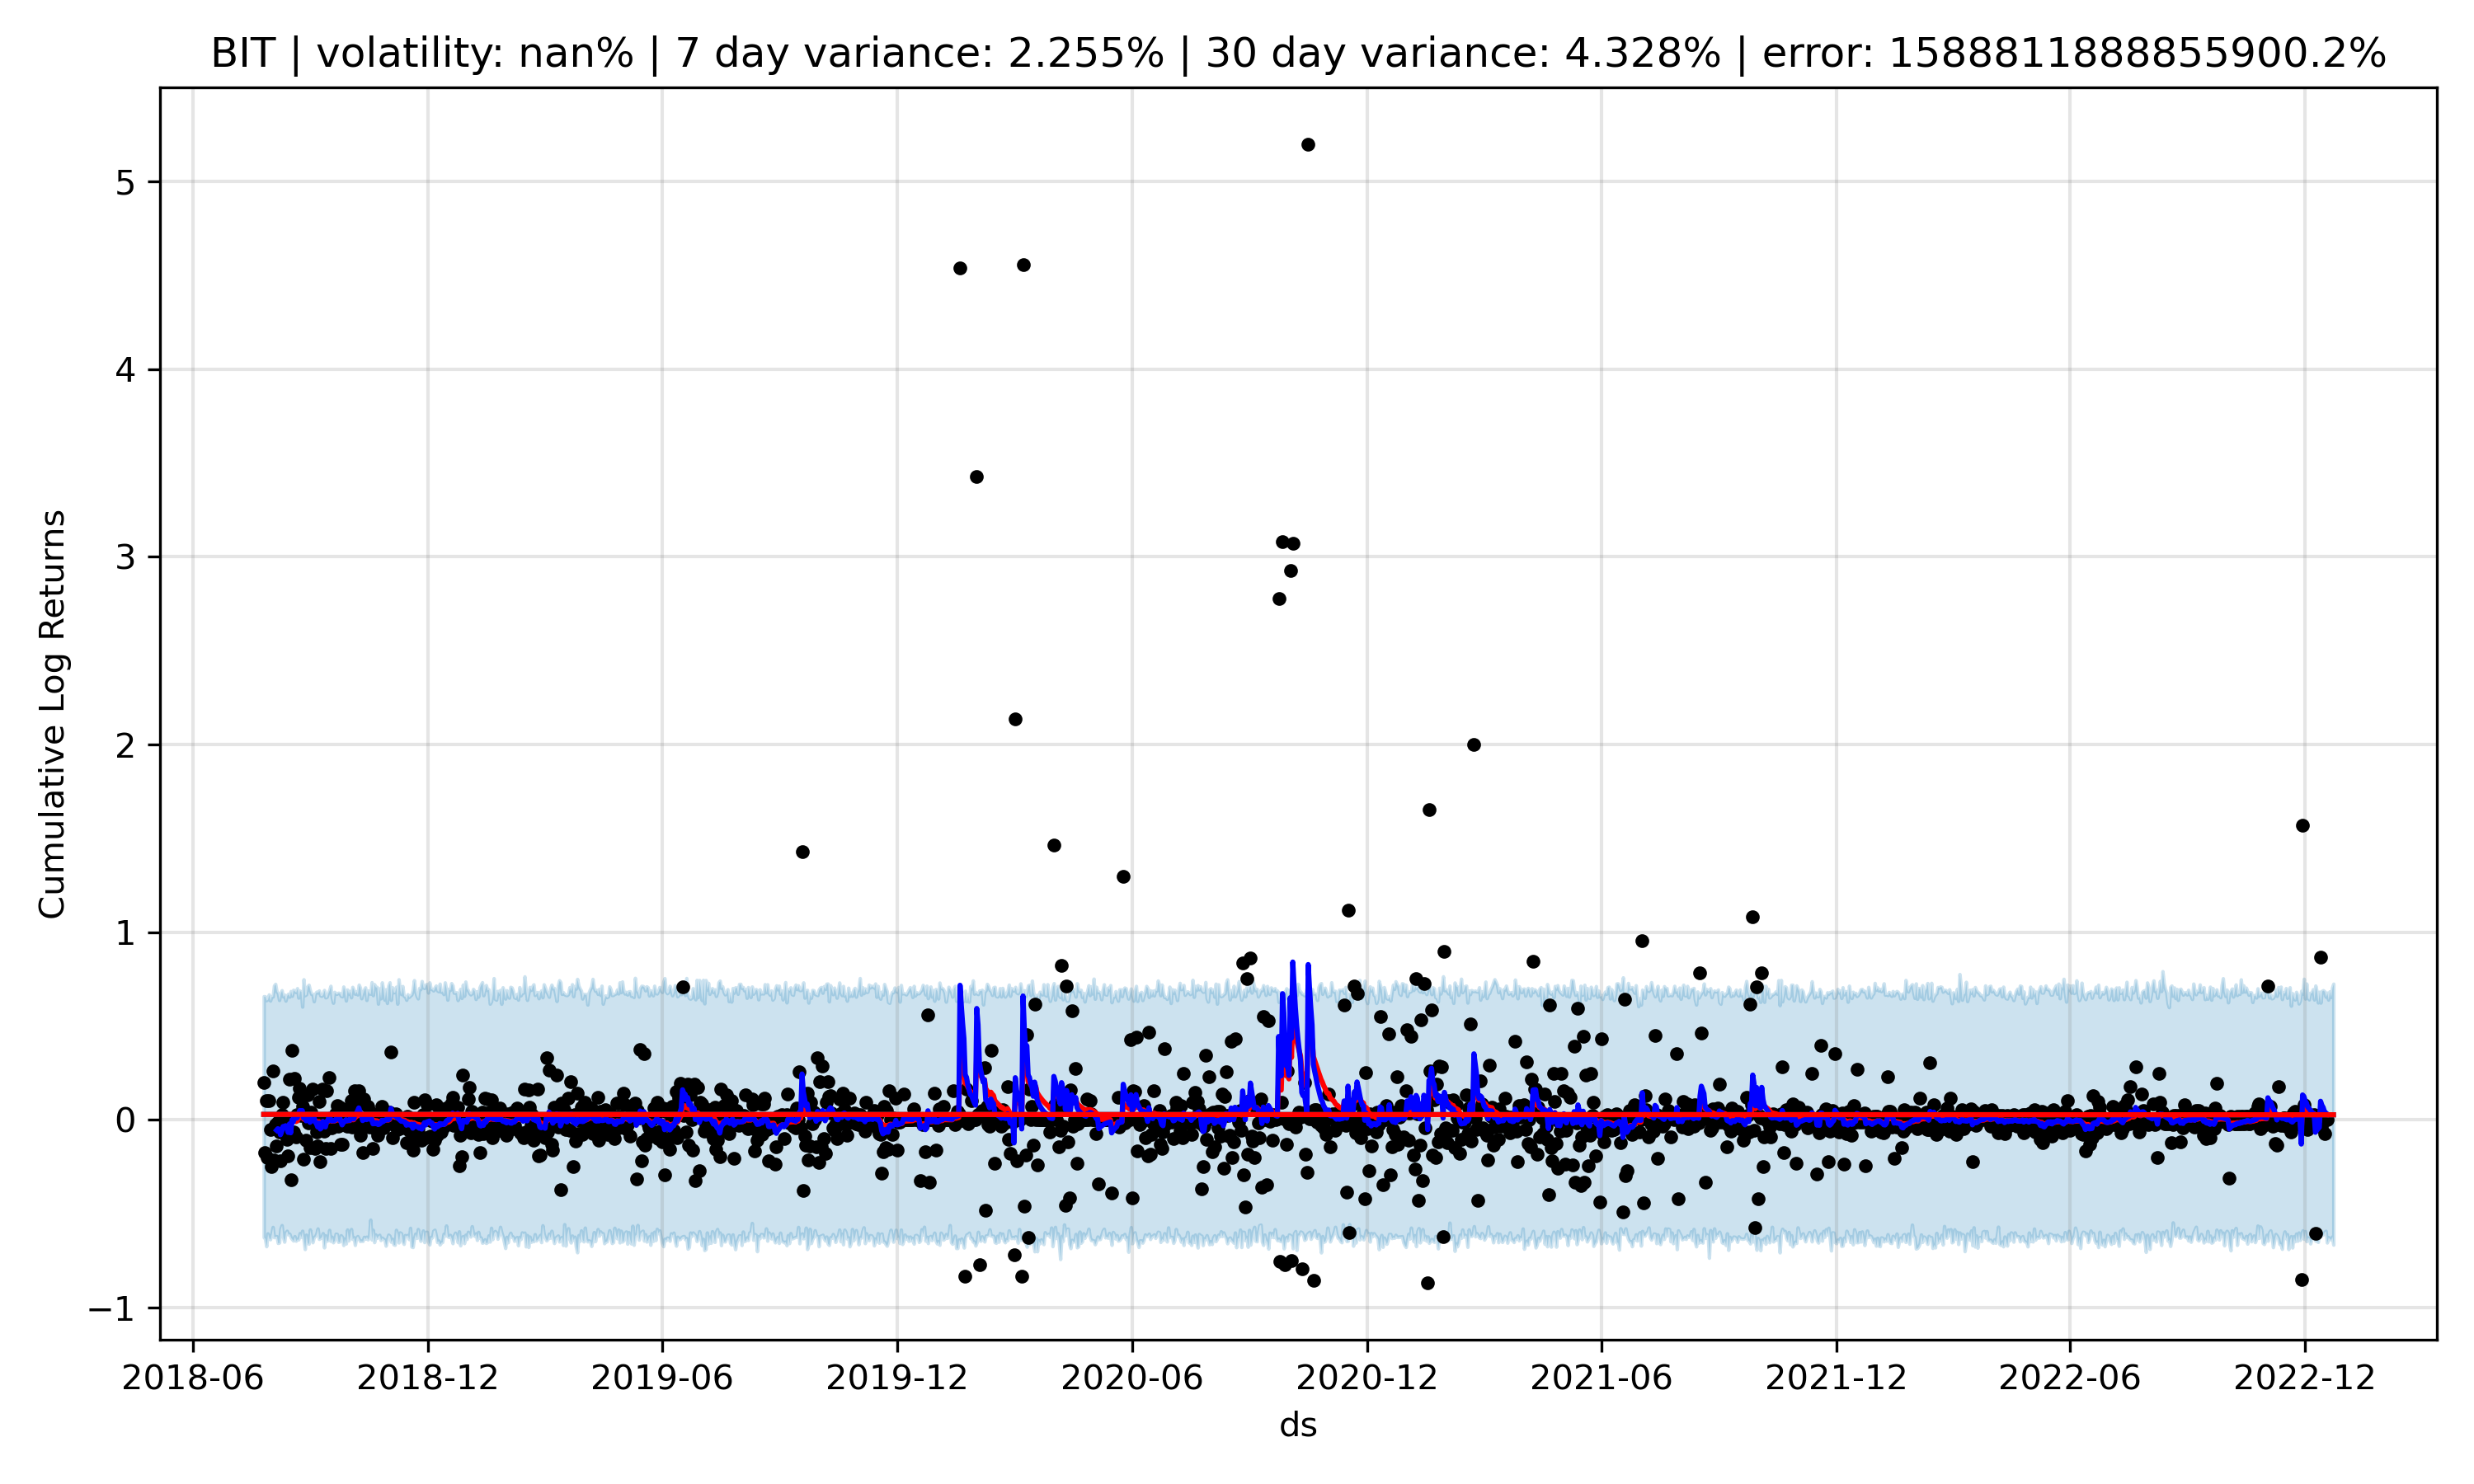 BIT | volatility: nan% | 7 day variance: 2.255% | 30 day variance: 4.328% | error: 1588811888855900.2%
Cumulative Log Returns
5
4
3
2
1
0
−1
2018-06 2018-12 2019-06 2019-12 2020-06 2020-12 2021-06 2021-12 2022-06 2022-12
ds